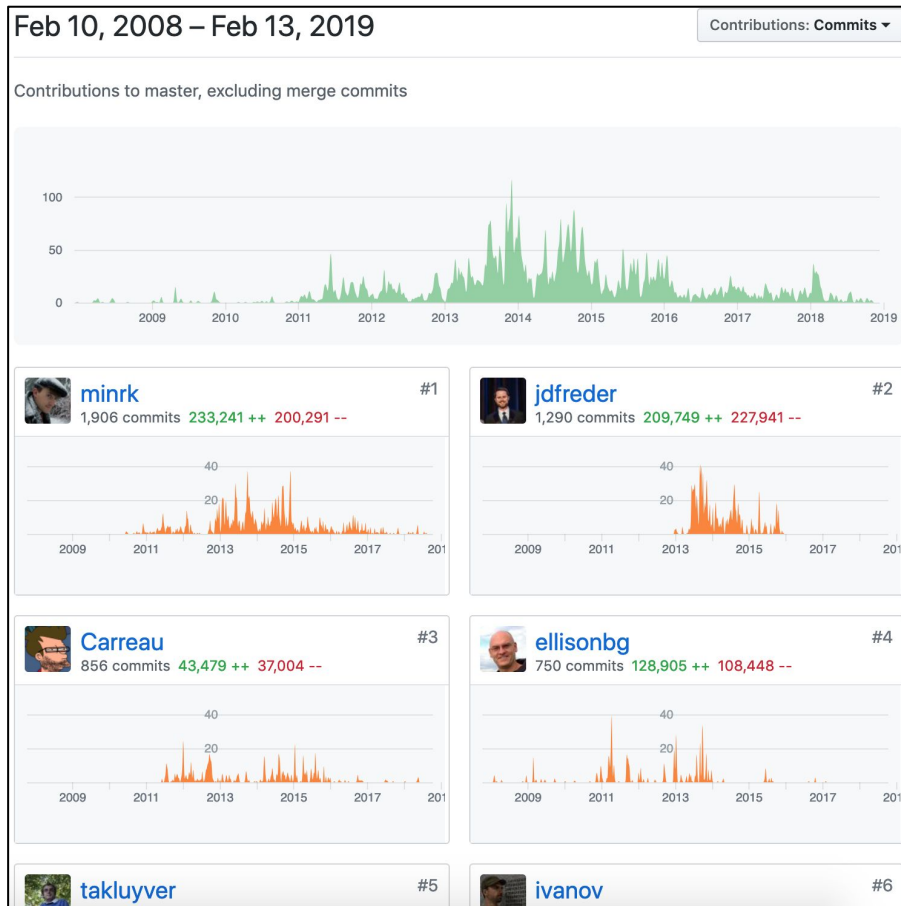 Feb 10, 2008 – Feb 13, 2019
Contributions: Commits
Contributions to master, excluding merge commits
100
50
0
2009 2010 2011 2012 2013 2014 2015 2016 2017 2018 2019
minrk #1
1,906 commits 233,241 ++ 200,291 --
40
20
2009 2011 2013 2015 2017 201
jdfreder #2
1,290 commits 209,749 ++ 227,941 --
40
20
2009 2011 2013 2015 2017 201
Carreau #3
856 commits 43,479 ++ 37,004 --
40
20
2009 2011 2013 2015 2017 201
ellisonbg #4
750 commits 128,905 ++ 108,448 --
40
20
2009 2011 2013 2015 2017 201
takluyver #5
ivanov #6